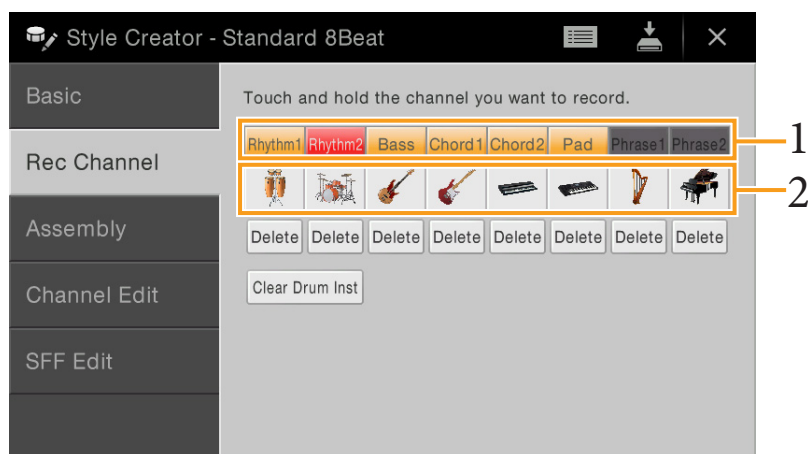 Style Creator - Standard 8Beat
Basic
Rec Channel
Assembly
Channel Edit
SFF Edit
Touch and hold the channel you want to record.
Rhythm1 Rhythm2 Bass Chord1 Chord2 Pad Phrase1 Phrase2
1
2
Delete Delete Delete Delete Delete Delete Delete Delete
Clear Drum Inst